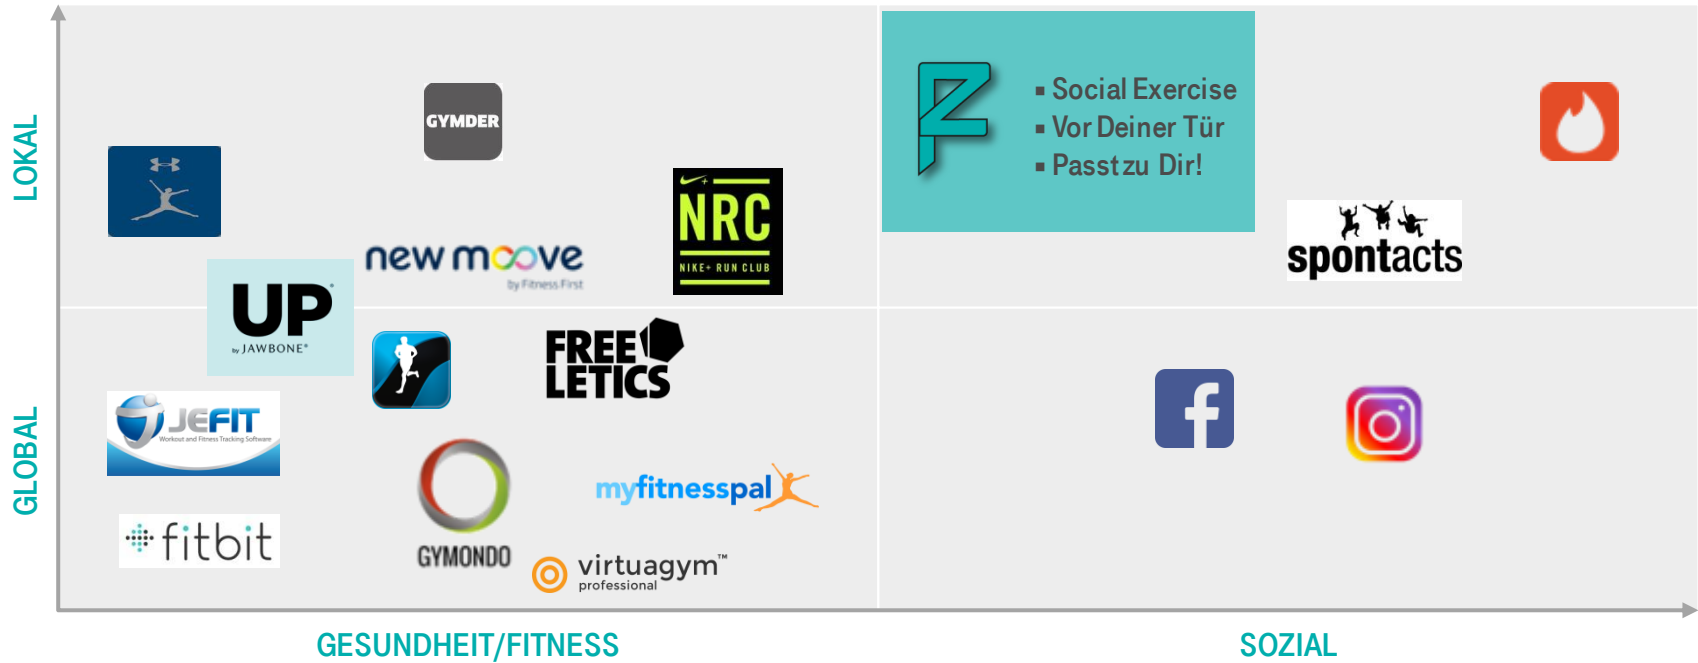 LOKAL
GLOBAL
GYMDER
new moove
by Fitness First
NRC
NIKE+ RUN CLUB
▪ Social Exercise
▪ Vor Deiner Tür
▪ Passt zu Dir!
spontacts
UP®
by JAWBONE®
FREE
LETICS
JEFIT
Workout and Fitness Tracking Software
fitbit
GYMONDO
myfitnesspal
virtuagym™
professional
f
GESUNDHEIT/FITNESS
SOZIAL